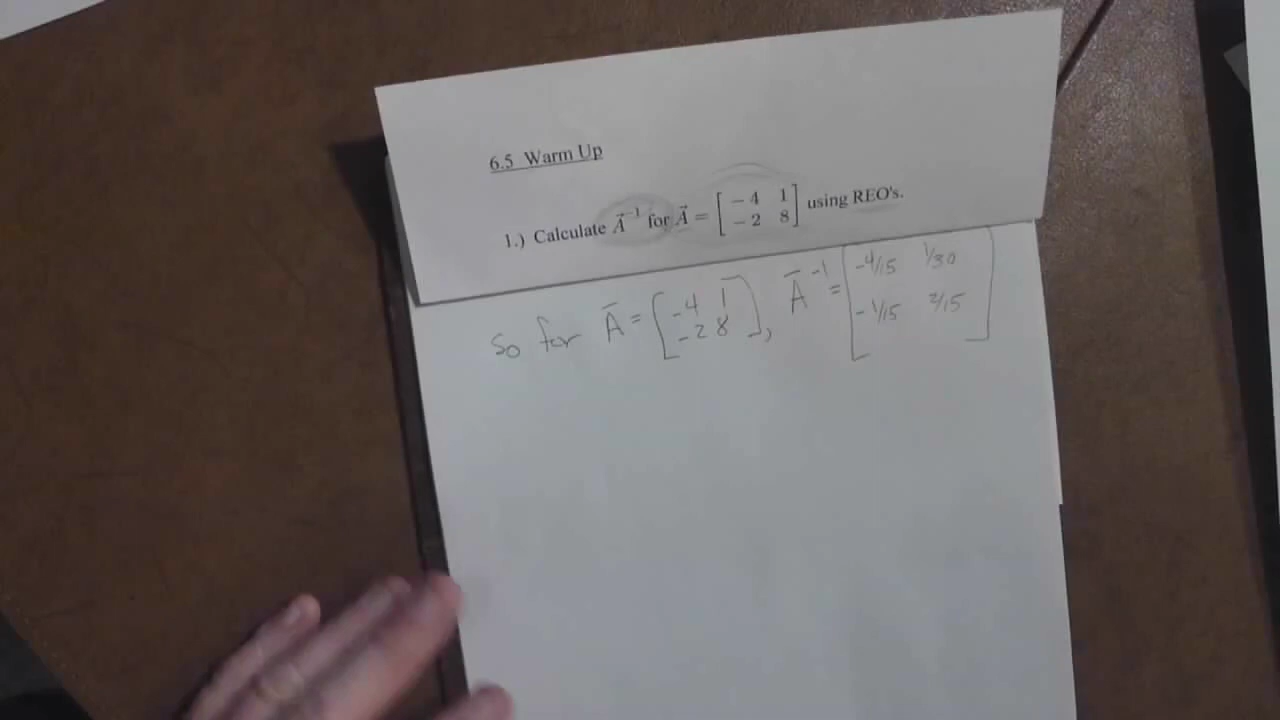 6.5 Warm Up
1.) Calculate A⃗⁻¹ for A⃗ = [ -4 1 ; -2 8 ] using REO's.
So for A̅ = [ -4 1 ; -2 8 ], A̅⁻¹ = [ -4/15 1/30 ; -1/15 2/15 ]